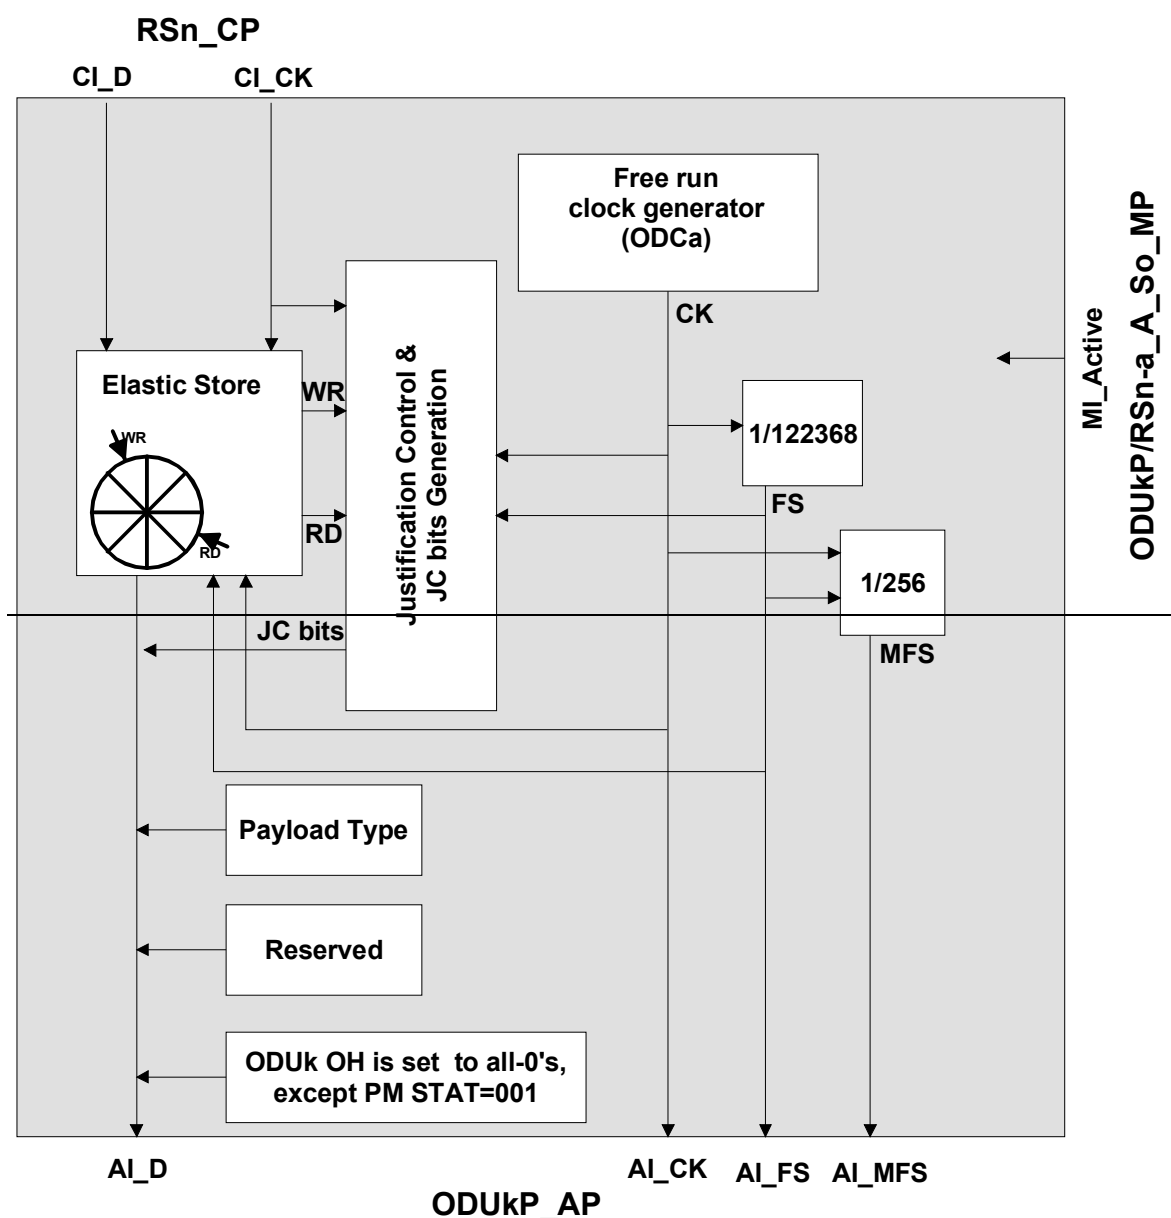 RSn_CP
CI_D
CI_CK
Free run
clock generator
(ODCa)
CK
ODUkP/RSn-a_A_So_MP
MI_Active
Elastic Store
WR
WR
RD
RD
Justification Control &
JC bits Generation
1/122368
FS
1/256
MFS
JC bits
Payload Type
Reserved
ODUk OH is set to all-0's,
except PM STAT=001
AI_D
AI_CK
AI_FS
AI_MFS
ODUkP_AP